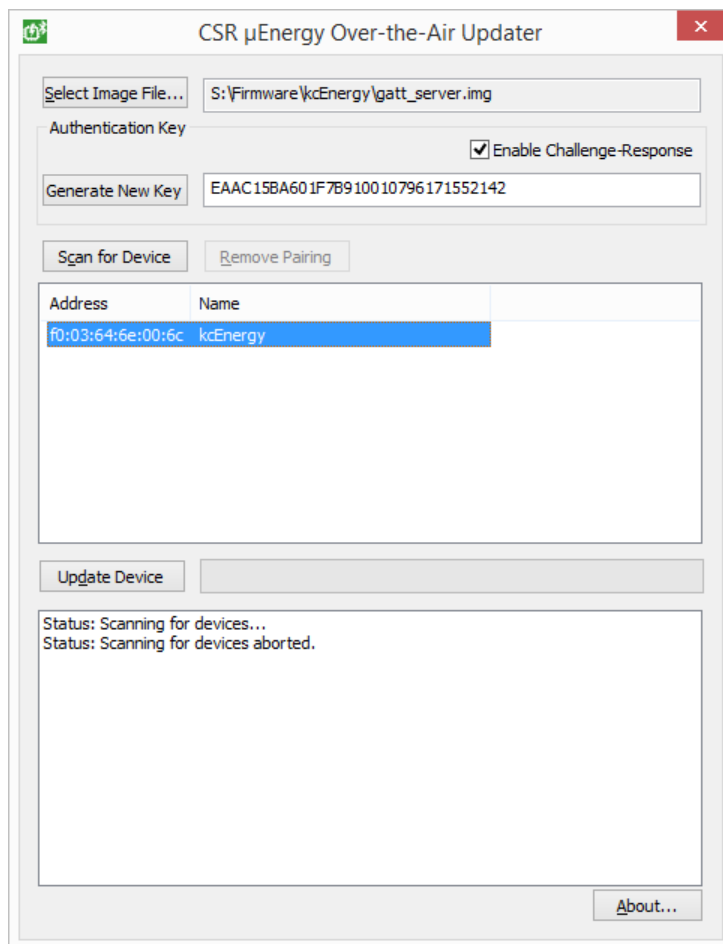 CSR µEnergy Over-the-Air Updater
Select Image File... S:\Firmware\kcEnergy\gatt_server.img
Authentication Key
Enable Challenge-Response
Generate New Key EAAC15BA601F7B910010796171552142
Scan for Device Remove Pairing
Address Name
f0:03:64:6e:00:6c kcEnergy
Update Device
Status: Scanning for devices...
Status: Scanning for devices aborted.
About...